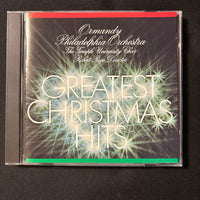 Ormandy
Philadelphia Orchestra
The Temple University Choir
Robert Page, Director
GREATEST
CHRISTMAS
HITS